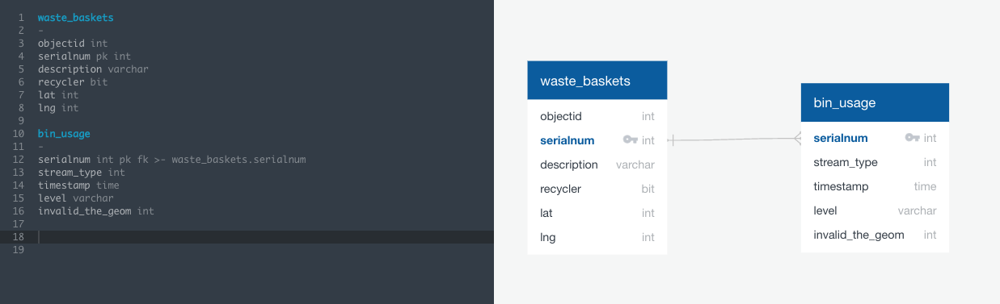 1 waste_baskets
2 -
3 objectid int
4 serialnum pk int
5 description varchar
6 recycler bit
7 lat int
8 lng int
9
10 bin_usage
11 -
12 serialnum int pk fk >- waste_baskets.serialnum
13 stream_type int
14 timestamp time
15 level varchar
16 invalid_the_geom int
17
18
19
waste_baskets
objectid int
serialnum int
description varchar
recycler bit
lat int
lng int
bin_usage
serialnum int
stream_type int
timestamp time
level varchar
invalid_the_geom int